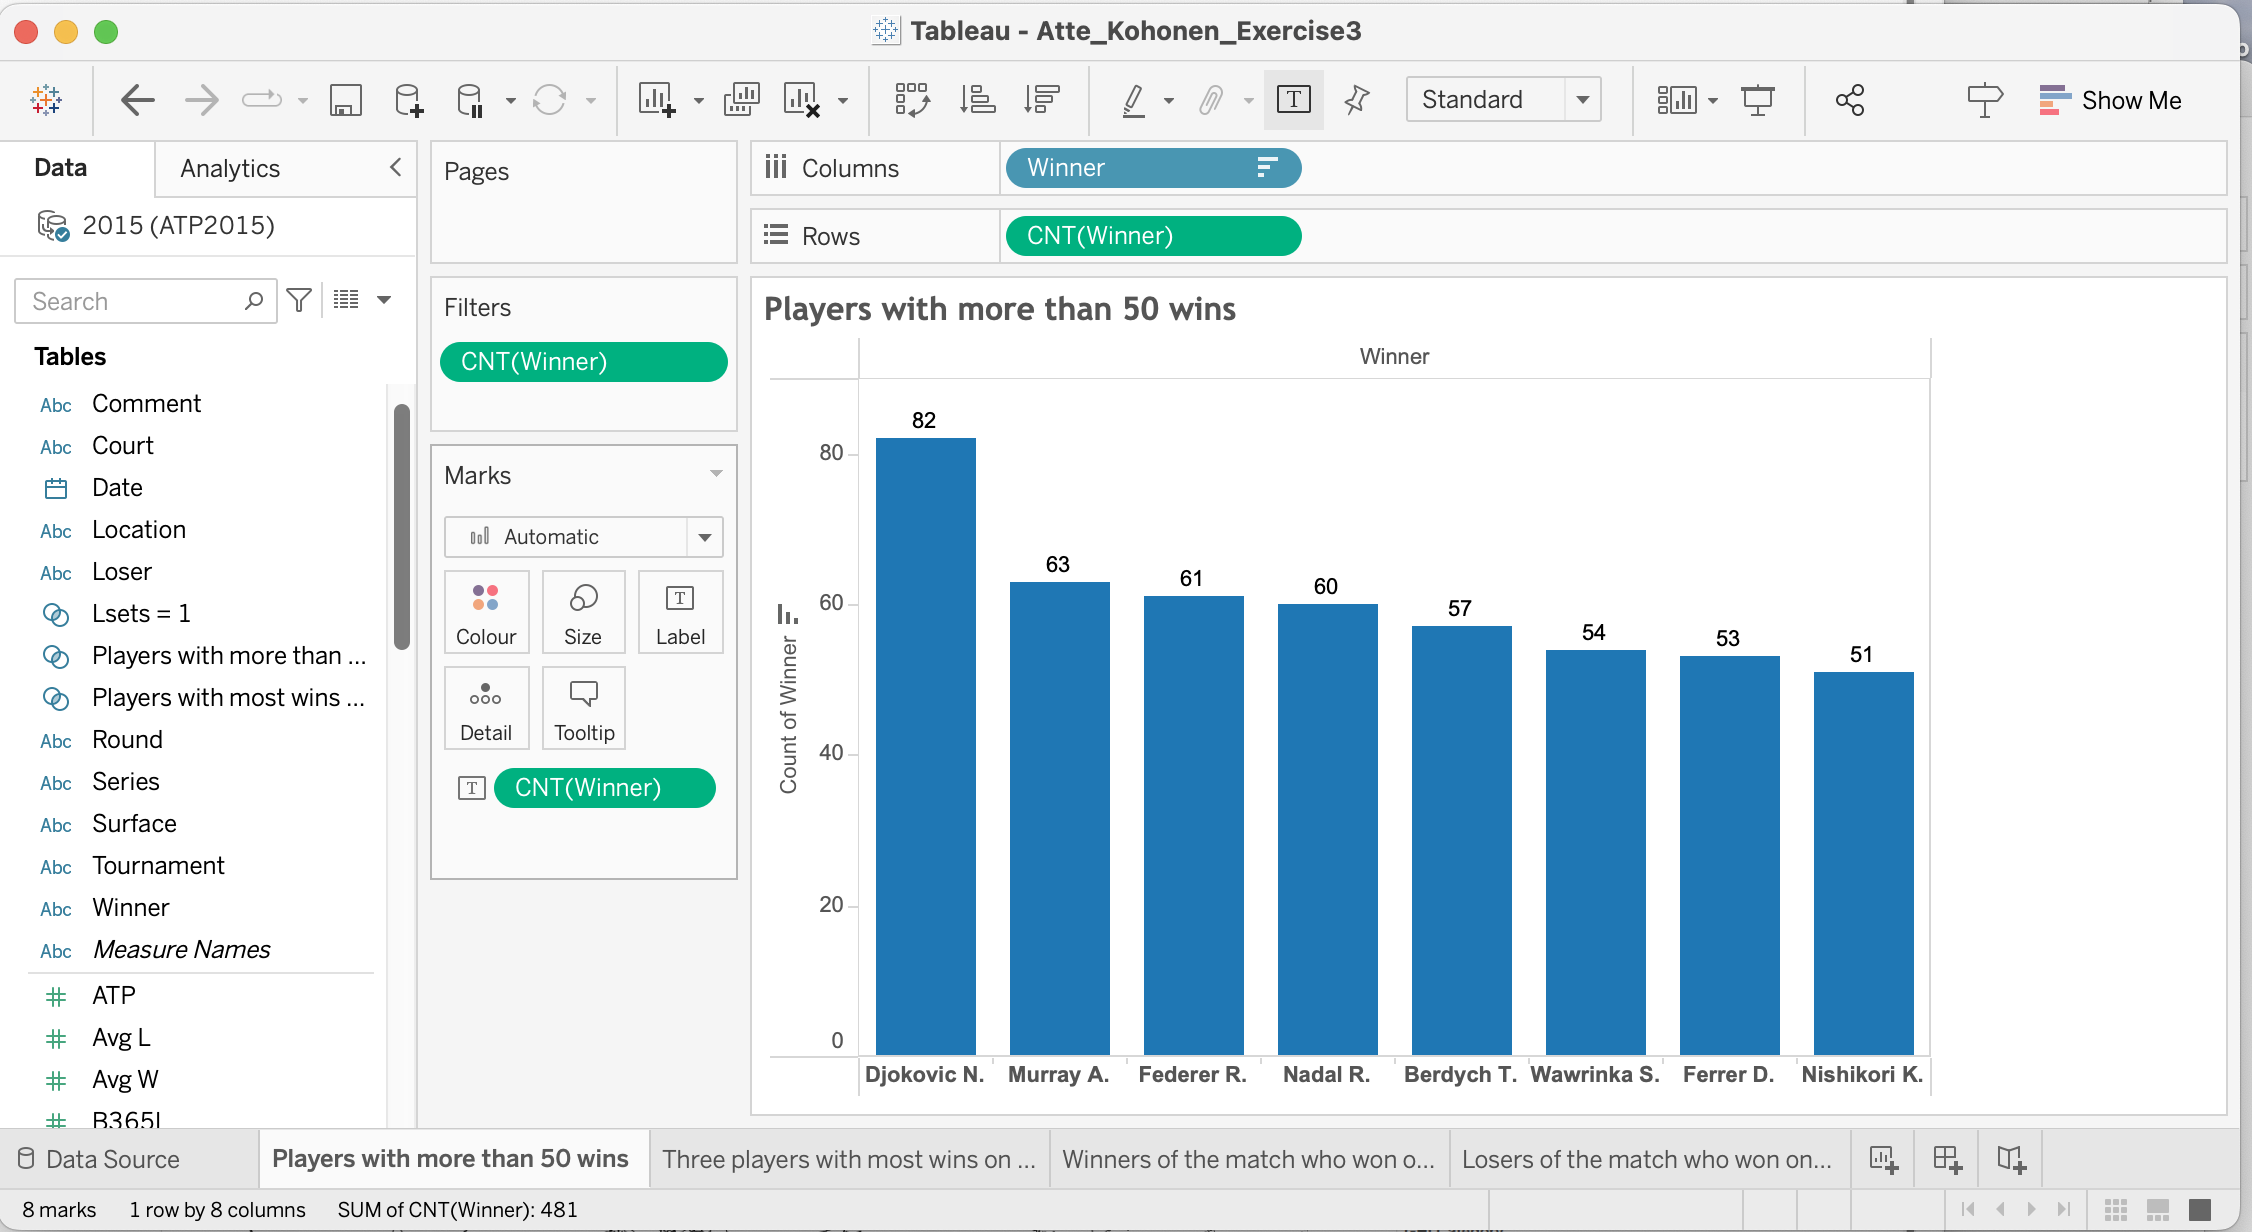 Tableau - Atte_Kohonen_Exercise3
Standard
Show Me
Data
Analytics
2015 (ATP2015)
Search
Tables
Abc Comment
Abc Court
Date
Abc Location
Abc Loser
Lsets = 1
Players with more than ...
Players with most wins ...
Abc Round
Abc Series
Abc Surface
Abc Tournament
Abc Winner
Abc Measure Names
ATP
Avg L
Avg W
B365L
Pages
Filters
CNT(Winner)
Marks
Automatic
Colour
Size
Label
Detail
Tooltip
CNT(Winner)
Columns
Winner
Rows
CNT(Winner)
Players with more than 50 wins
Winner
82
63
61
60
57
54
53
51
80
60
40
20
0
Count of Winner
Djokovic N.
Murray A.
Federer R.
Nadal R.
Berdych T.
Wawrinka S.
Ferrer D.
Nishikori K.
Data Source
Players with more than 50 wins
Three players with most wins on ...
Winners of the match who won o...
Losers of the match who won on...
8 marks
1 row by 8 columns
SUM of CNT(Winner): 481